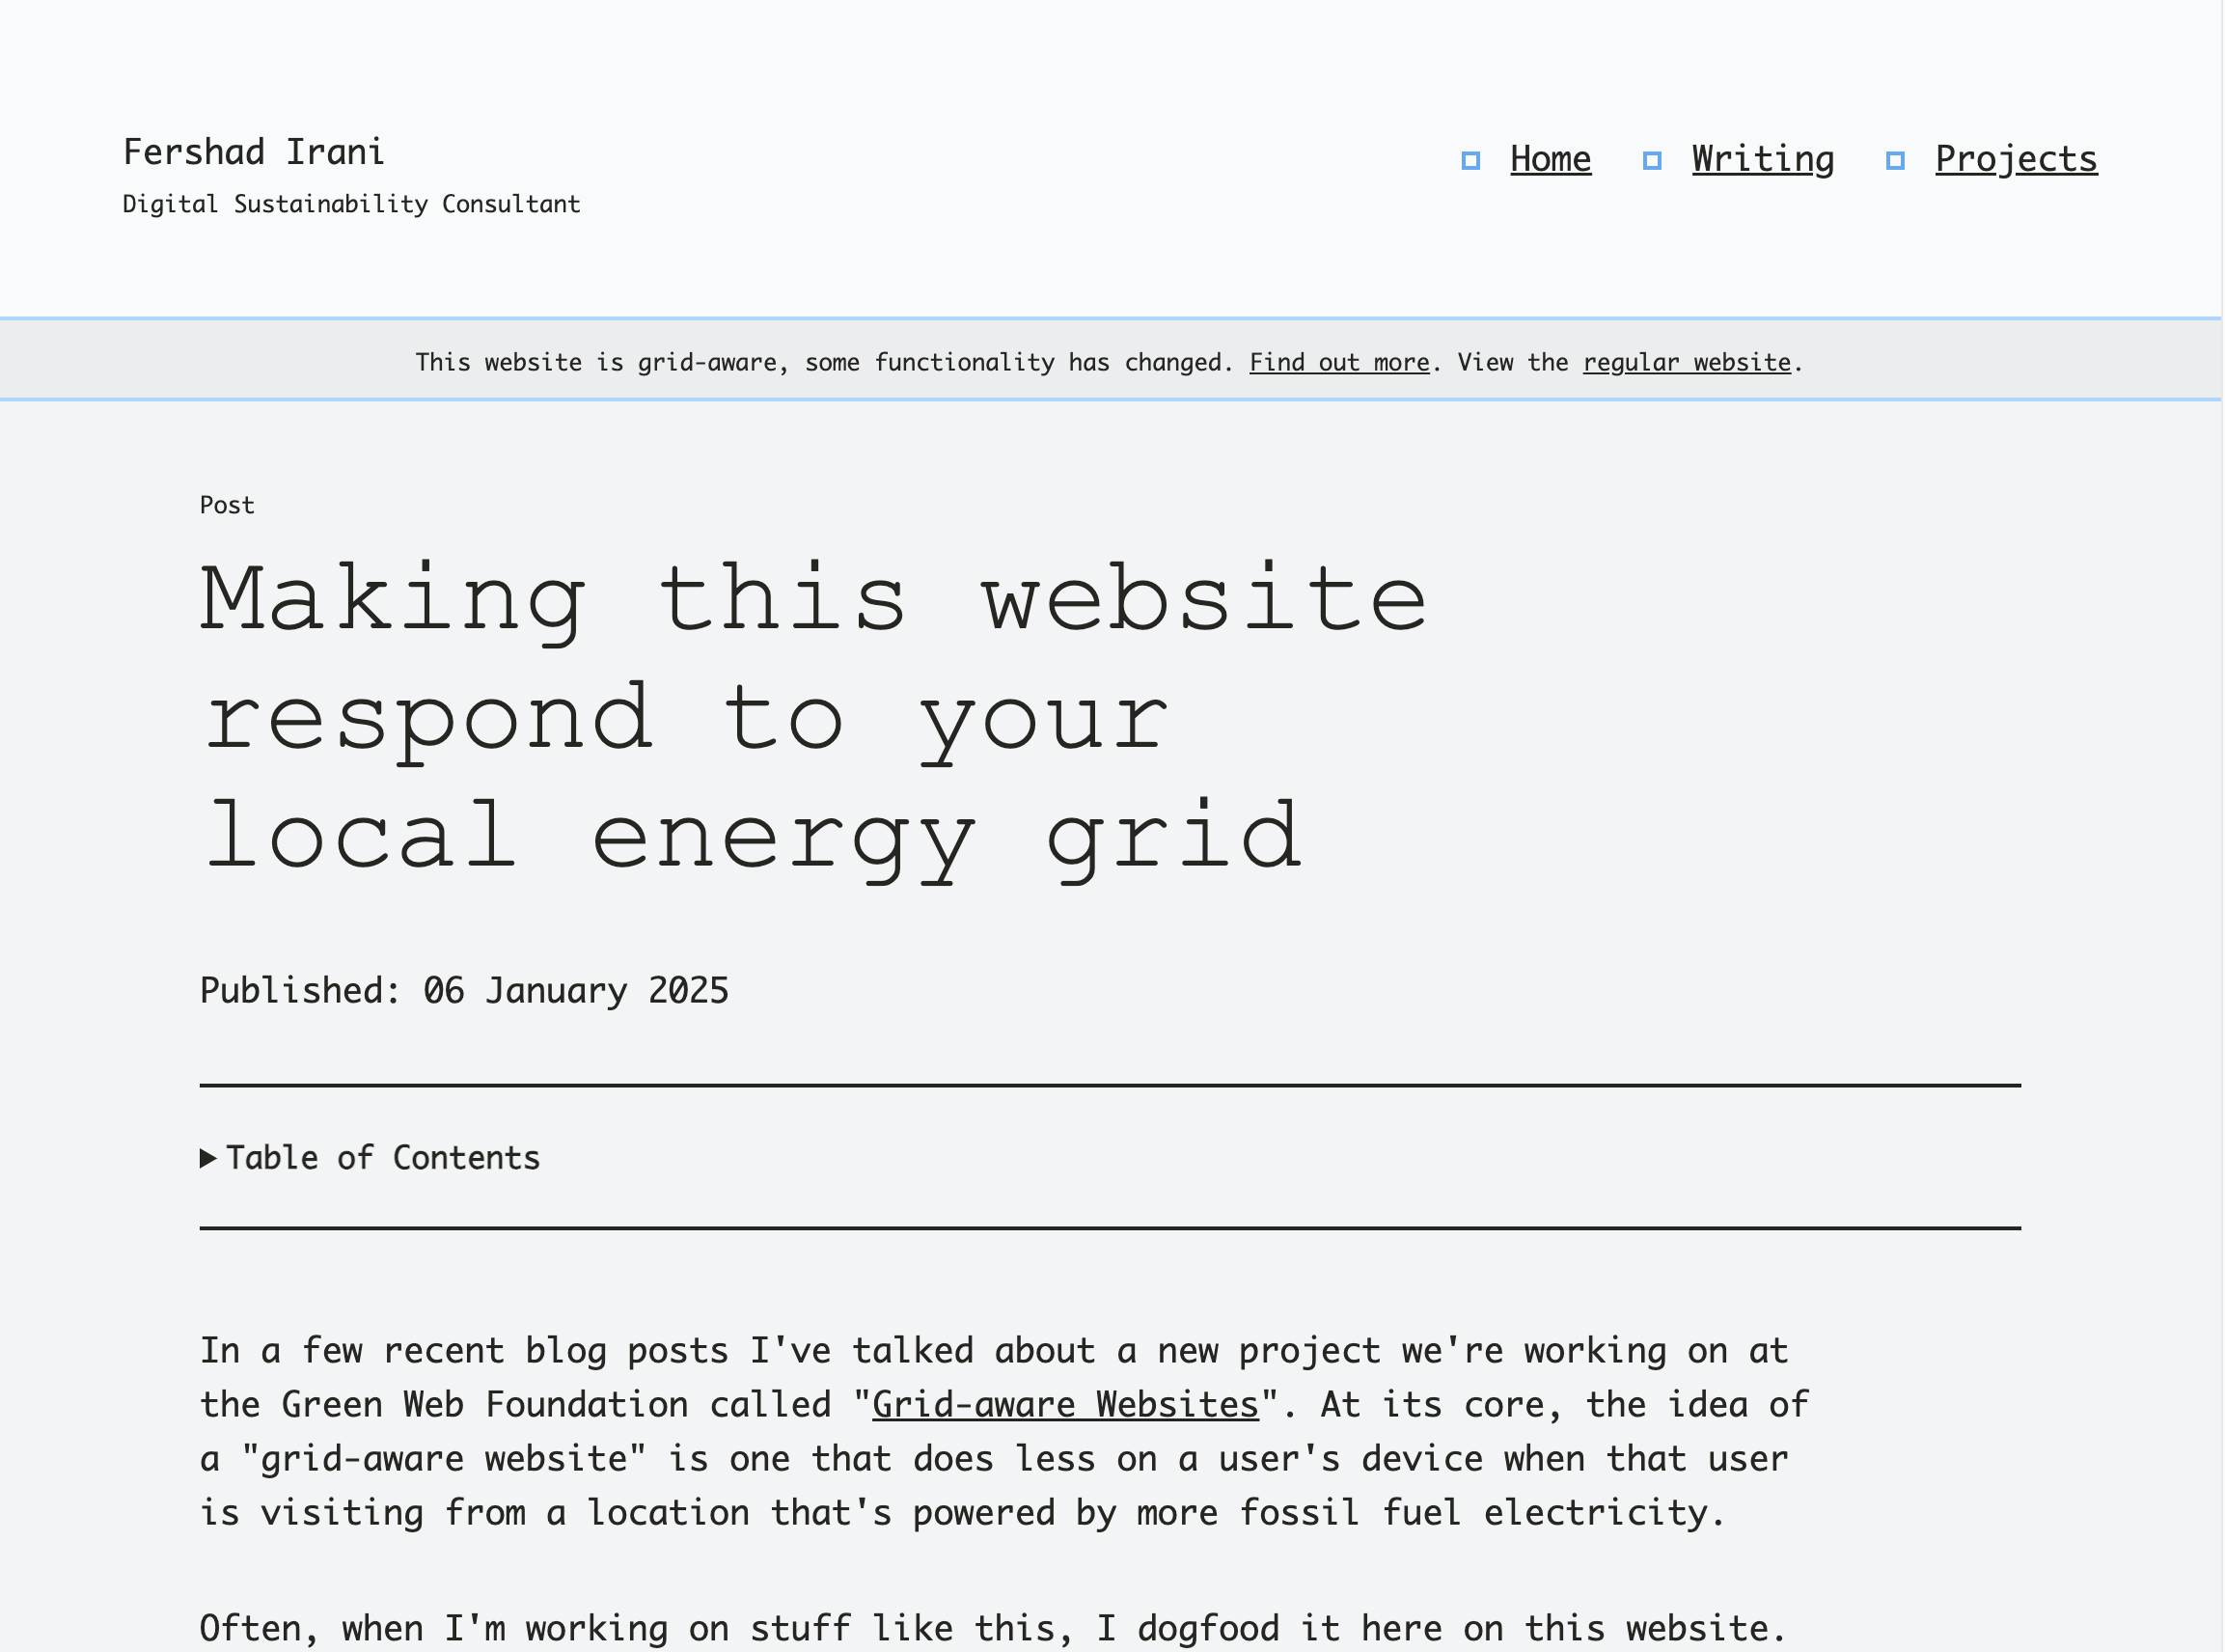 Fershad Irani
Digital Sustainability Consultant
Home
Writing
Projects
This website is grid-aware, some functionality has changed. Find out more. View the regular website.
Post
Making this website
respond to your
local energy grid
Published: 06 January 2025
Table of Contents
In a few recent blog posts I've talked about a new project we're working on at
the Green Web Foundation called "Grid-aware Websites". At its core, the idea of
a "grid-aware website" is one that does less on a user's device when that user
is visiting from a location that's powered by more fossil fuel electricity.
Often, when I'm working on stuff like this, I dogfood it here on this website.